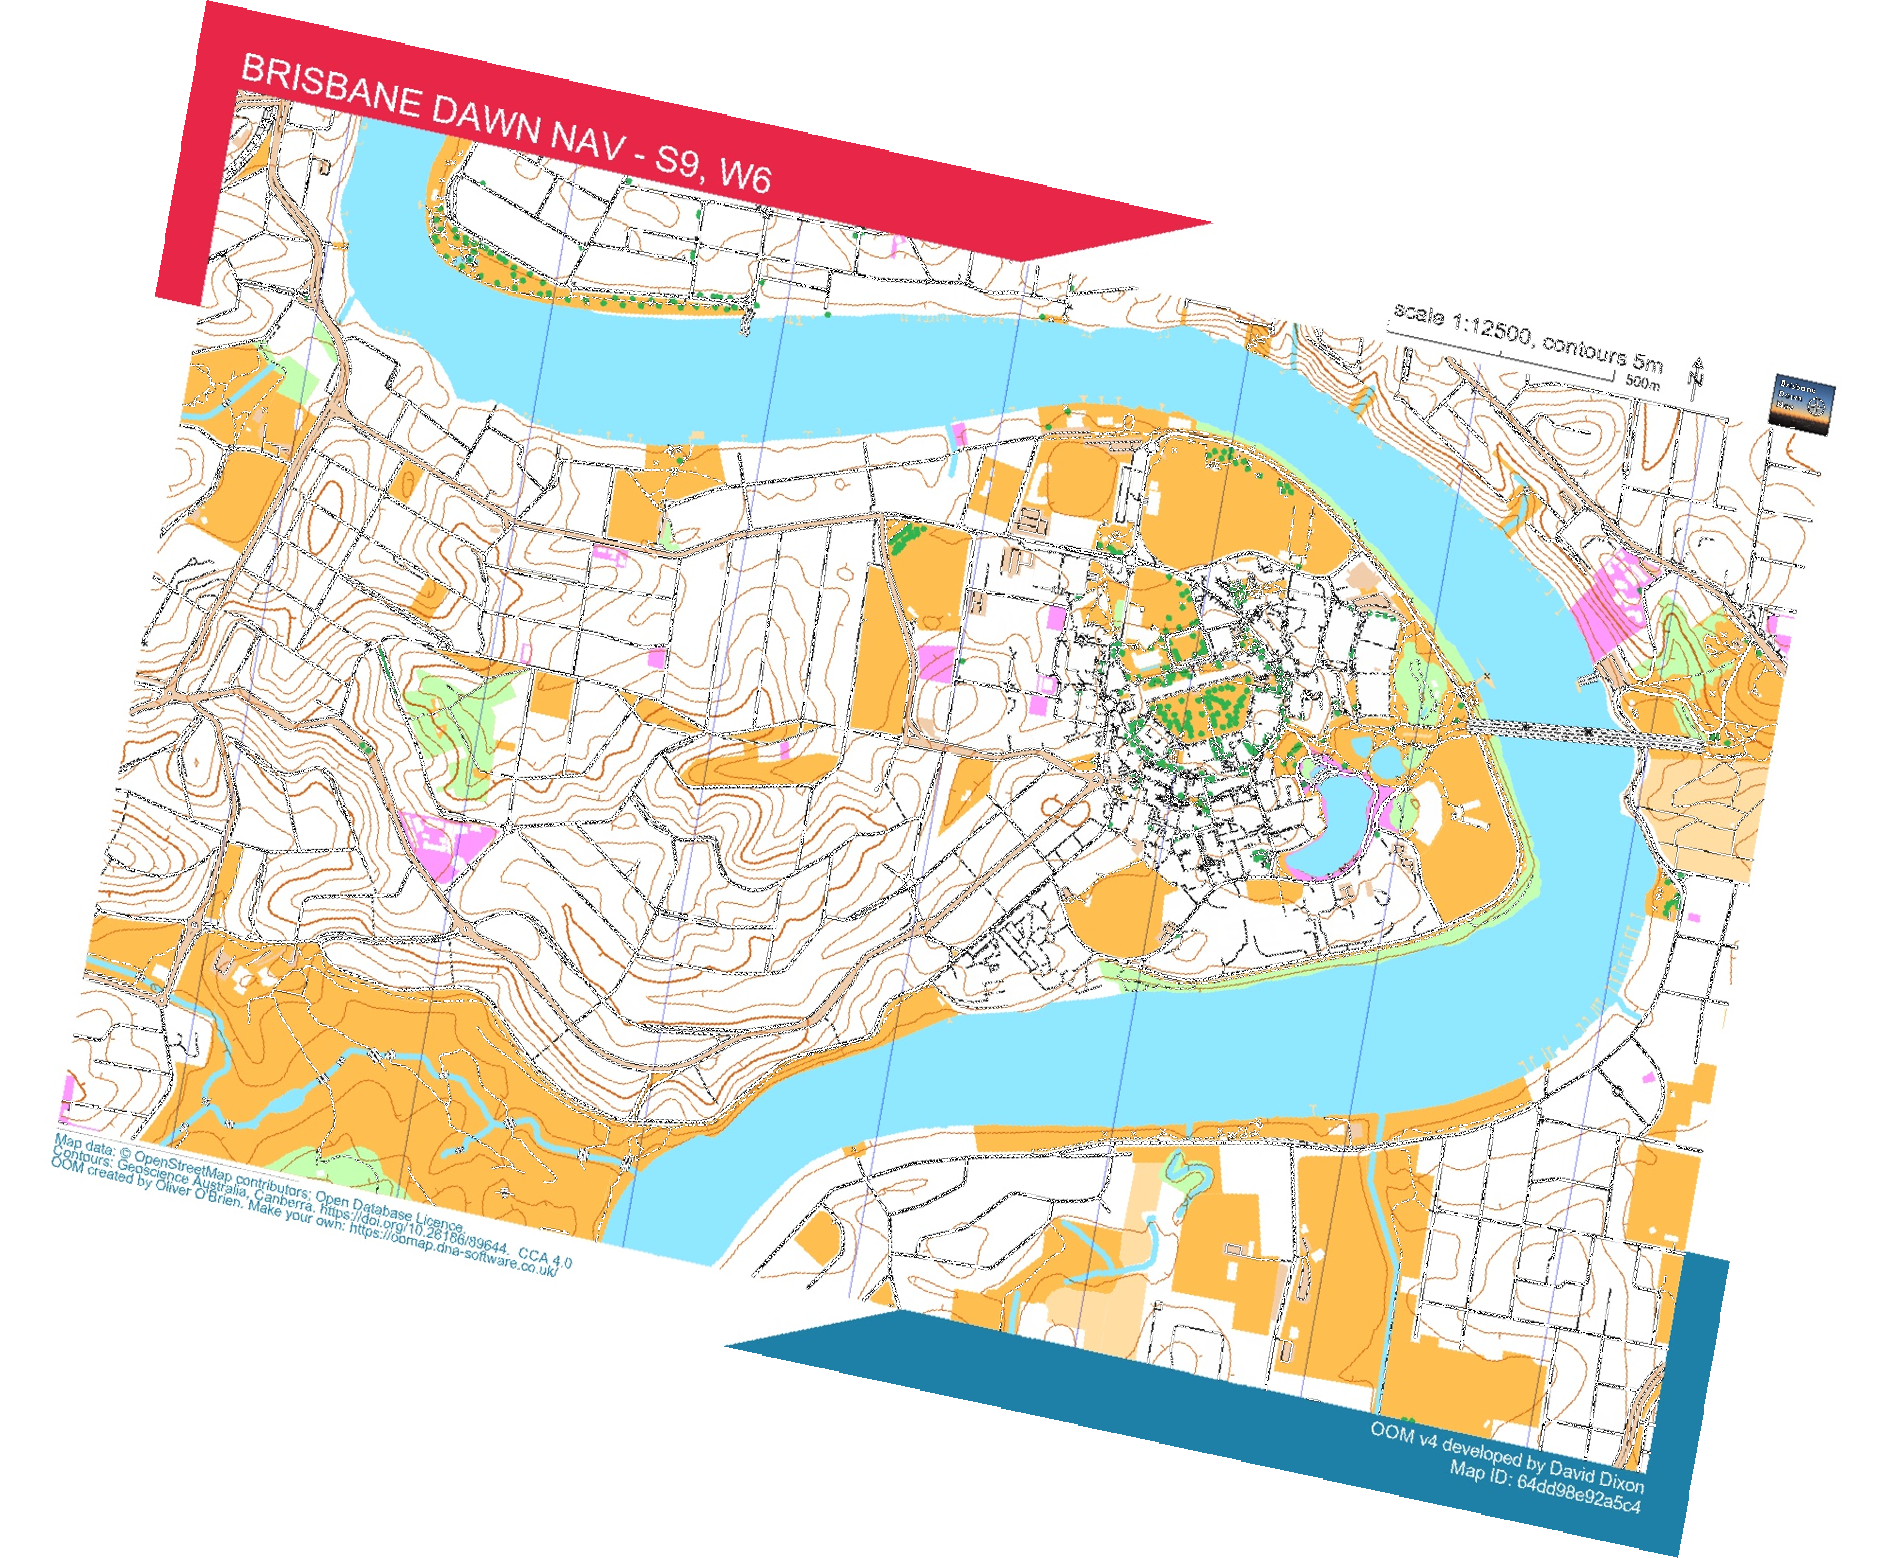 BRISBANE DAWN NAV - S9, W6
scale 1:12500, contours 5m
500m
N
Brisbane
Dawn
Map data: © OpenStreetMap contributors: Open Database Licence.
Contours: Geoscience Australia, Canberra. https://doi.org/10.26186/89644. CCA 4.0
OOM created by Oliver O'Brien. Make your own: https://oomap.dna-software.co.uk/
OOM v4 developed by David Dixon
Map ID: 64dd98e92a5c4